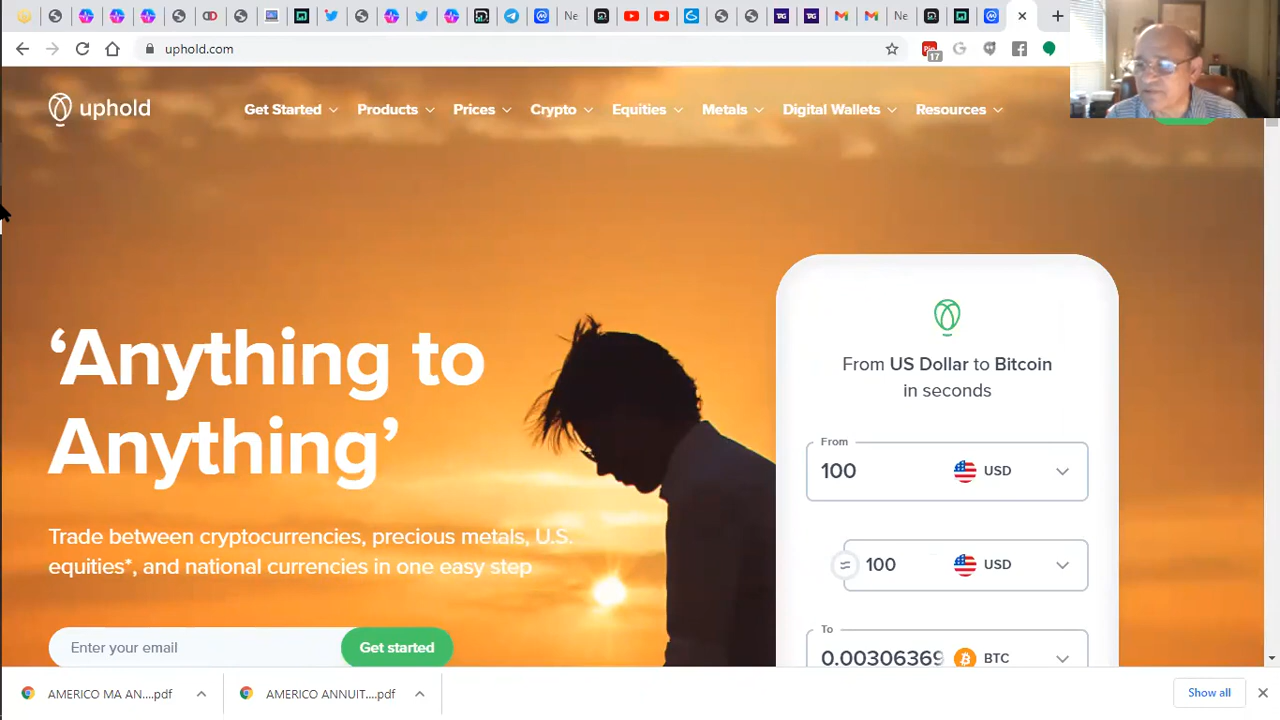 Ne
Ne
uphold.com
17
uphold
Get Started
Products
Prices
Crypto
Equities
Metals
Digital Wallets
Resources
‘Anything to
Anything’
Trade between cryptocurrencies, precious metals, U.S.
equities*, and national currencies in one easy step
Enter your email
Get started
From US Dollar to Bitcoin
in seconds
From
100
USD
100
USD
To
0.00306369
BTC
AMERICO MA AN....pdf
AMERICO ANNUIT....pdf
Show all